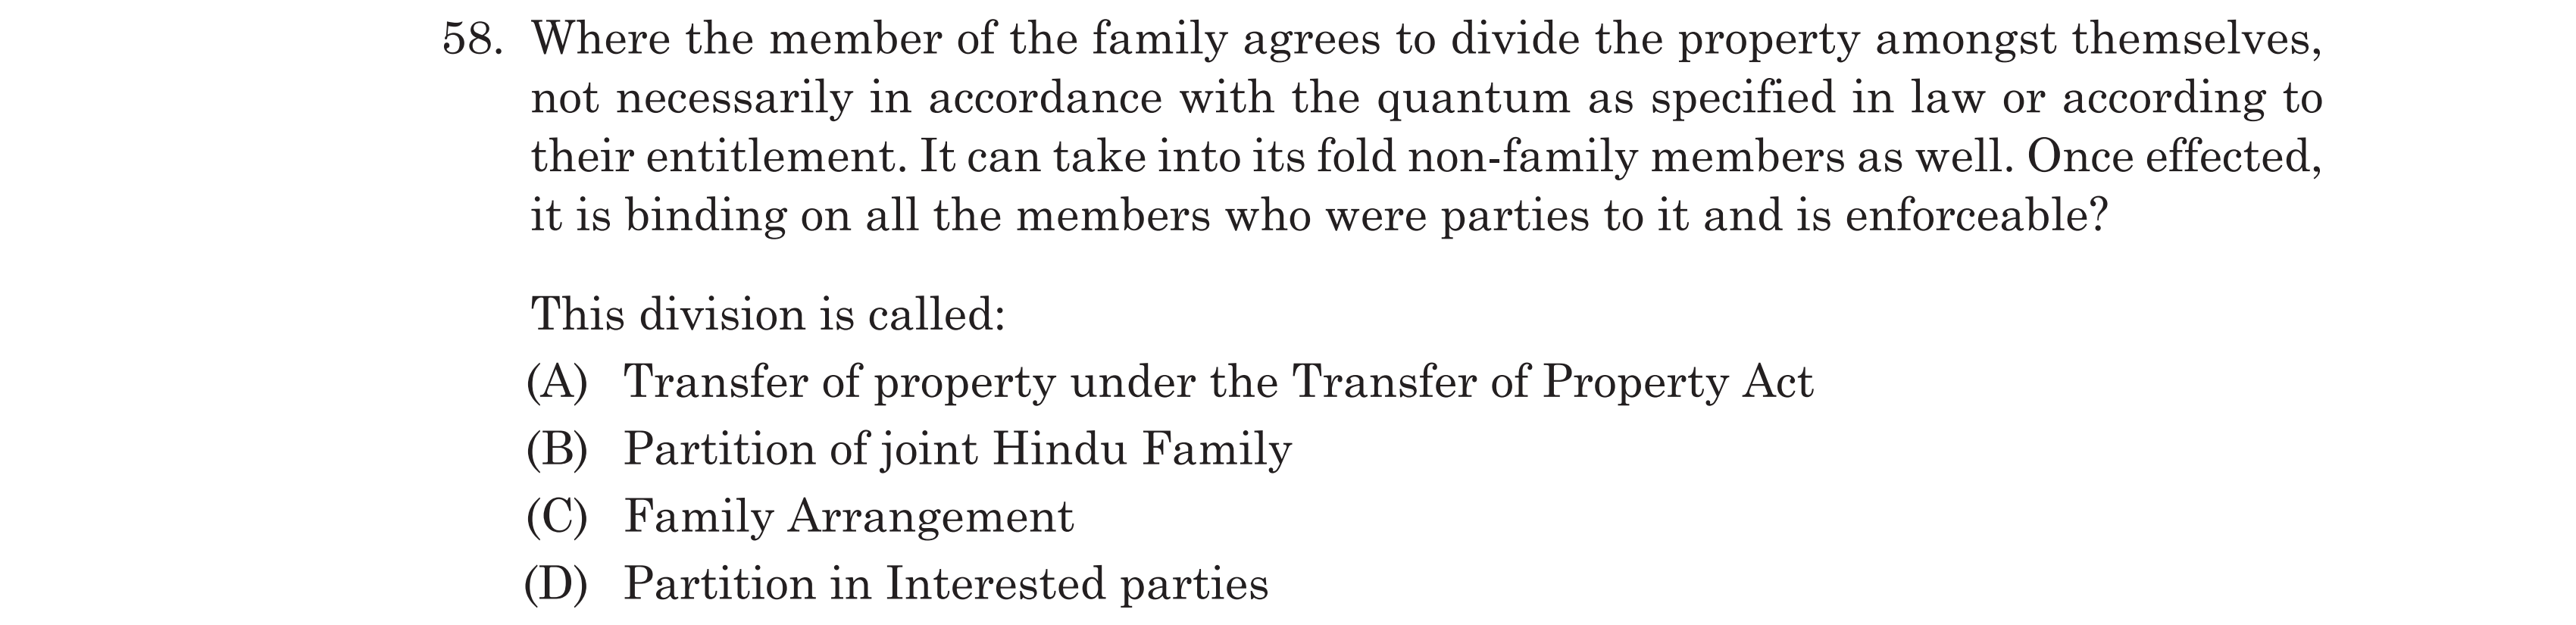 58. Where the member of the family agrees to divide the property amongst themselves,
not necessarily in accordance with the quantum as specified in law or according to
their entitlement. It can take into its fold non-family members as well. Once effected,
it is binding on all the members who were parties to it and is enforceable?
This division is called:
(A) Transfer of property under the Transfer of Property Act
(B) Partition of joint Hindu Family
(C) Family Arrangement
(D) Partition in Interested parties